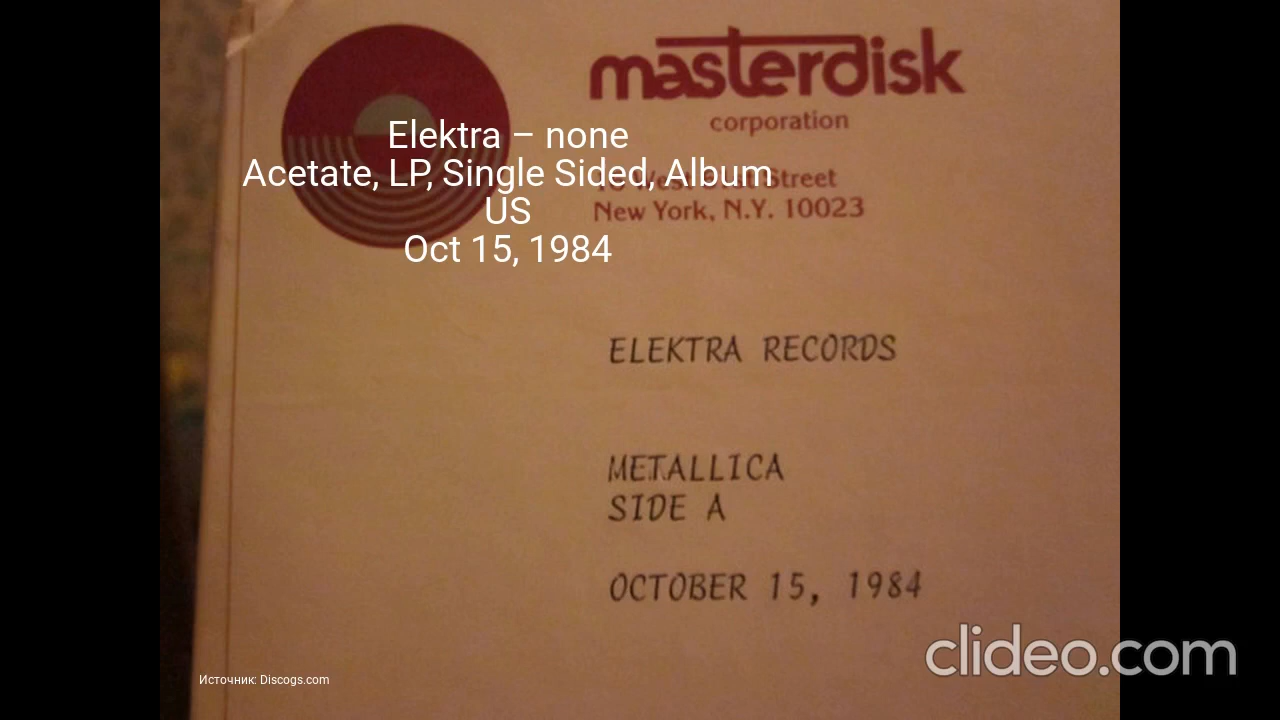 masterdisk
corporation
Elektra – none
Acetate, LP, Single Sided, Album
Street
US
New York, N.Y. 10023
Oct 15, 1984
ELEKTRA RECORDS
METALLICA
SIDE A
OCTOBER 15, 1984
clideo.com
Источник: Discogs.com